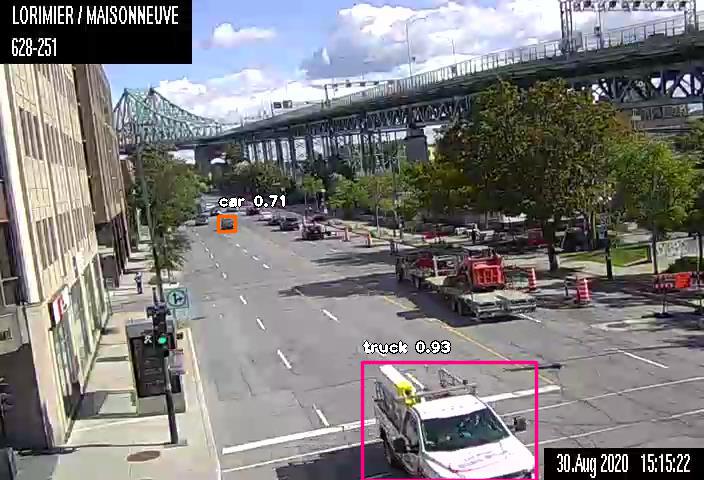 LORIMIER / MAISONNEUVE
628-251
car 0.71
truck 0.93
30.Aug 2020 15:15:22